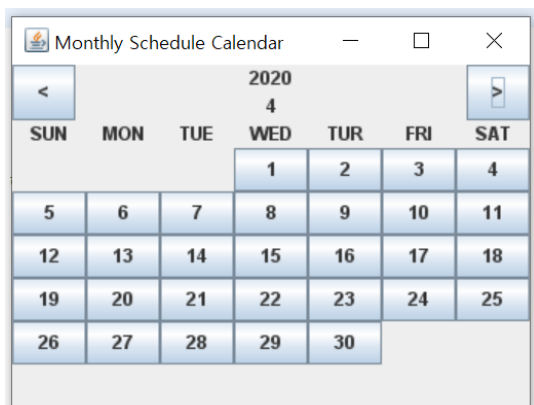 Monthly Schedule Calendar
< 2020 >
4
SUN MON TUE WED TUR FRI SAT
1 2 3 4
5 6 7 8 9 10 11
12 13 14 15 16 17 18
19 20 21 22 23 24 25
26 27 28 29 30